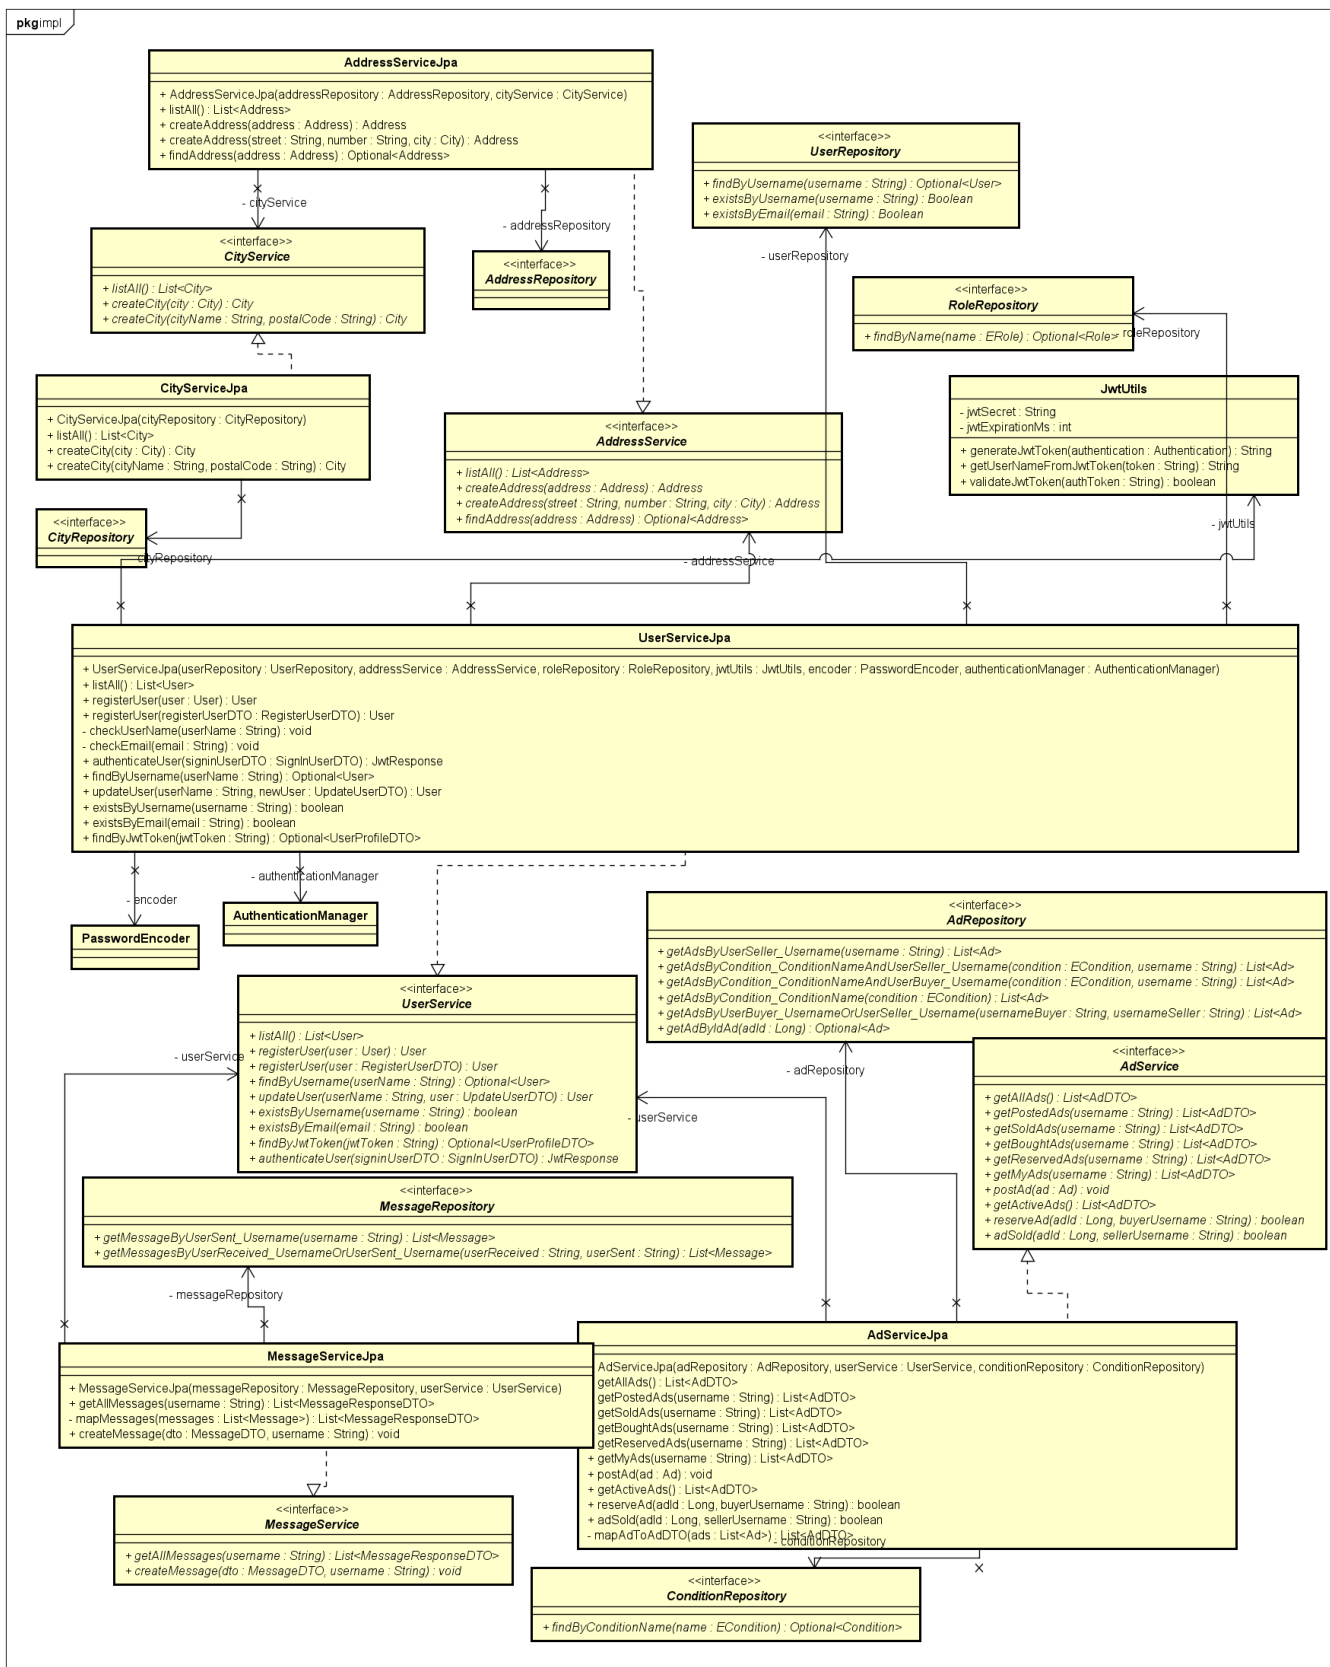 pkg impl
AddressServiceJpa
+ AddressServiceJpa(addressRepository : AddressRepository, cityService : CityService)
+ listAll() : List<Address>
+ createAddress(address : Address) : Address
+ createAddress(street : String, number : String, city : City) : Address
+ findAddress(address : Address) : Optional<Address>
<<interface>>
UserRepository
+ findByUsername(username : String) : Optional<User>
+ existsByUsername(username : String) : Boolean
+ existsByEmail(email : String) : Boolean
- cityService
- addressRepository
- userRepository
<<interface>>
CityService
+ listAll() : List<City>
+ createCity(city : City) : City
+ createCity(cityName : String, postalCode : String) : City
<<interface>>
AddressRepository
<<interface>>
RoleRepository
+ findByName(name : ERole) : Optional<Role>
- roleRepository
CityServiceJpa
+ CityServiceJpa(cityRepository : CityRepository)
+ listAll() : List<City>
+ createCity(city : City) : City
+ createCity(cityName : String, postalCode : String) : City
JwtUtils
- jwtSecret : String
- jwtExpirationMs : int
+ generateJwtToken(authentication : Authentication) : String
+ getUserNameFromJwtToken(token : String) : String
+ validateJwtToken(authToken : String) : boolean
<<interface>>
AddressService
+ listAll() : List<Address>
+ createAddress(address : Address) : Address
+ createAddress(street : String, number : String, city : City) : Address
+ findAddress(address : Address) : Optional<Address>
<<interface>>
CityRepository
- cityRepository
- addressService
- jwtUtils
UserServiceJpa
+ UserServiceJpa(userRepository : UserRepository, addressService : AddressService, roleRepository : RoleRepository, jwtUtils : JwtUtils, encoder : PasswordEncoder, authenticationManager : AuthenticationManager)
+ listAll() : List<User>
+ registerUser(user : User) : User
+ registerUser(registerUserDTO : RegisterUserDTO) : User
- checkUserName(userName : String) : void
- checkEmail(email : String) : void
+ authenticateUser(signinUserDTO : SignInUserDTO) : JwtResponse
+ findByUsername(userName : String) : Optional<User>
+ updateUser(userName : String, newUser : UpdateUserDTO) : User
+ existsByUsername(username : String) : boolean
+ existsByEmail(email : String) : boolean
+ findByJwtToken(jwtToken : String) : Optional<UserProfileDTO>
- encoder
- authenticationManager
PasswordEncoder
AuthenticationManager
<<interface>>
AdRepository
+ getAdsByUserSeller_Username(username : String) : List<Ad>
+ getAdsByCondition_ConditionNameAndUserSeller_Username(condition : ECondition, username : String) : List<Ad>
+ getAdsByCondition_ConditionNameAndUserBuyer_Username(condition : ECondition, username : String) : List<Ad>
+ getAdsByCondition_ConditionName(condition : ECondition) : List<Ad>
+ getAdsByUserBuyer_UsernameOrUserSeller_Username(usernameBuyer : String, usernameSeller : String) : List<Ad>
+ getAdByIdAd(adId : Long) : Optional<Ad>
<<interface>>
UserService
+ listAll() : List<User>
+ registerUser(user : User) : User
+ registerUser(user : RegisterUserDTO) : User
+ findByUsername(userName : String) : Optional<User>
+ updateUser(userName : String, user : UpdateUserDTO) : User
+ existsByUsername(username : String) : boolean
+ existsByEmail(email : String) : boolean
+ findByJwtToken(jwtToken : String) : Optional<UserProfileDTO>
+ authenticateUser(signinUserDTO : SignInUserDTO) : JwtResponse
- userService
- adRepository
- userService
<<interface>>
AdService
+ getAllAds() : List<AdDTO>
+ getPostedAds(username : String) : List<AdDTO>
+ getSoldAds(username : String) : List<AdDTO>
+ getBoughtAds(username : String) : List<AdDTO>
+ getReservedAds(username : String) : List<AdDTO>
+ getMyAds(username : String) : List<AdDTO>
+ postAd(ad : Ad) : void
+ getActiveAds() : List<AdDTO>
+ reserveAd(adId : Long, buyerUsername : String) : boolean
+ adSold(adId : Long, sellerUsername : String) : boolean
<<interface>>
MessageRepository
+ getMessageByUserSent_Username(username : String) : List<Message>
+ getMessagesByUserReceived_UsernameOrUserSent_Username(userReceived : String, userSent : String) : List<Message>
- messageRepository
MessageServiceJpa
+ MessageServiceJpa(messageRepository : MessageRepository, userService : UserService)
+ getAllMessages(username : String) : List<MessageResponseDTO>
- mapMessages(messages : List<Message>) : List<MessageResponseDTO>
+ createMessage(dto : MessageDTO, username : String) : void
AdServiceJpa
AdServiceJpa(adRepository : AdRepository, userService : UserService, conditionRepository : ConditionRepository)
getAllAds() : List<AdDTO>
getPostedAds(username : String) : List<AdDTO>
getSoldAds(username : String) : List<AdDTO>
getBoughtAds(username : String) : List<AdDTO>
getReservedAds(username : String) : List<AdDTO>
+ getMyAds(username : String) : List<AdDTO>
+ postAd(ad : Ad) : void
+ getActiveAds() : List<AdDTO>
+ reserveAd(adId : Long, buyerUsername : String) : boolean
+ adSold(adId : Long, sellerUsername : String) : boolean
- mapAdToAdDTO(ads : List<Ad>) : List<AdDTO>
- conditionRepository
<<interface>>
MessageService
+ getAllMessages(username : String) : List<MessageResponseDTO>
+ createMessage(dto : MessageDTO, username : String) : void
<<interface>>
ConditionRepository
+ findByConditionName(name : ECondition) : Optional<Condition>